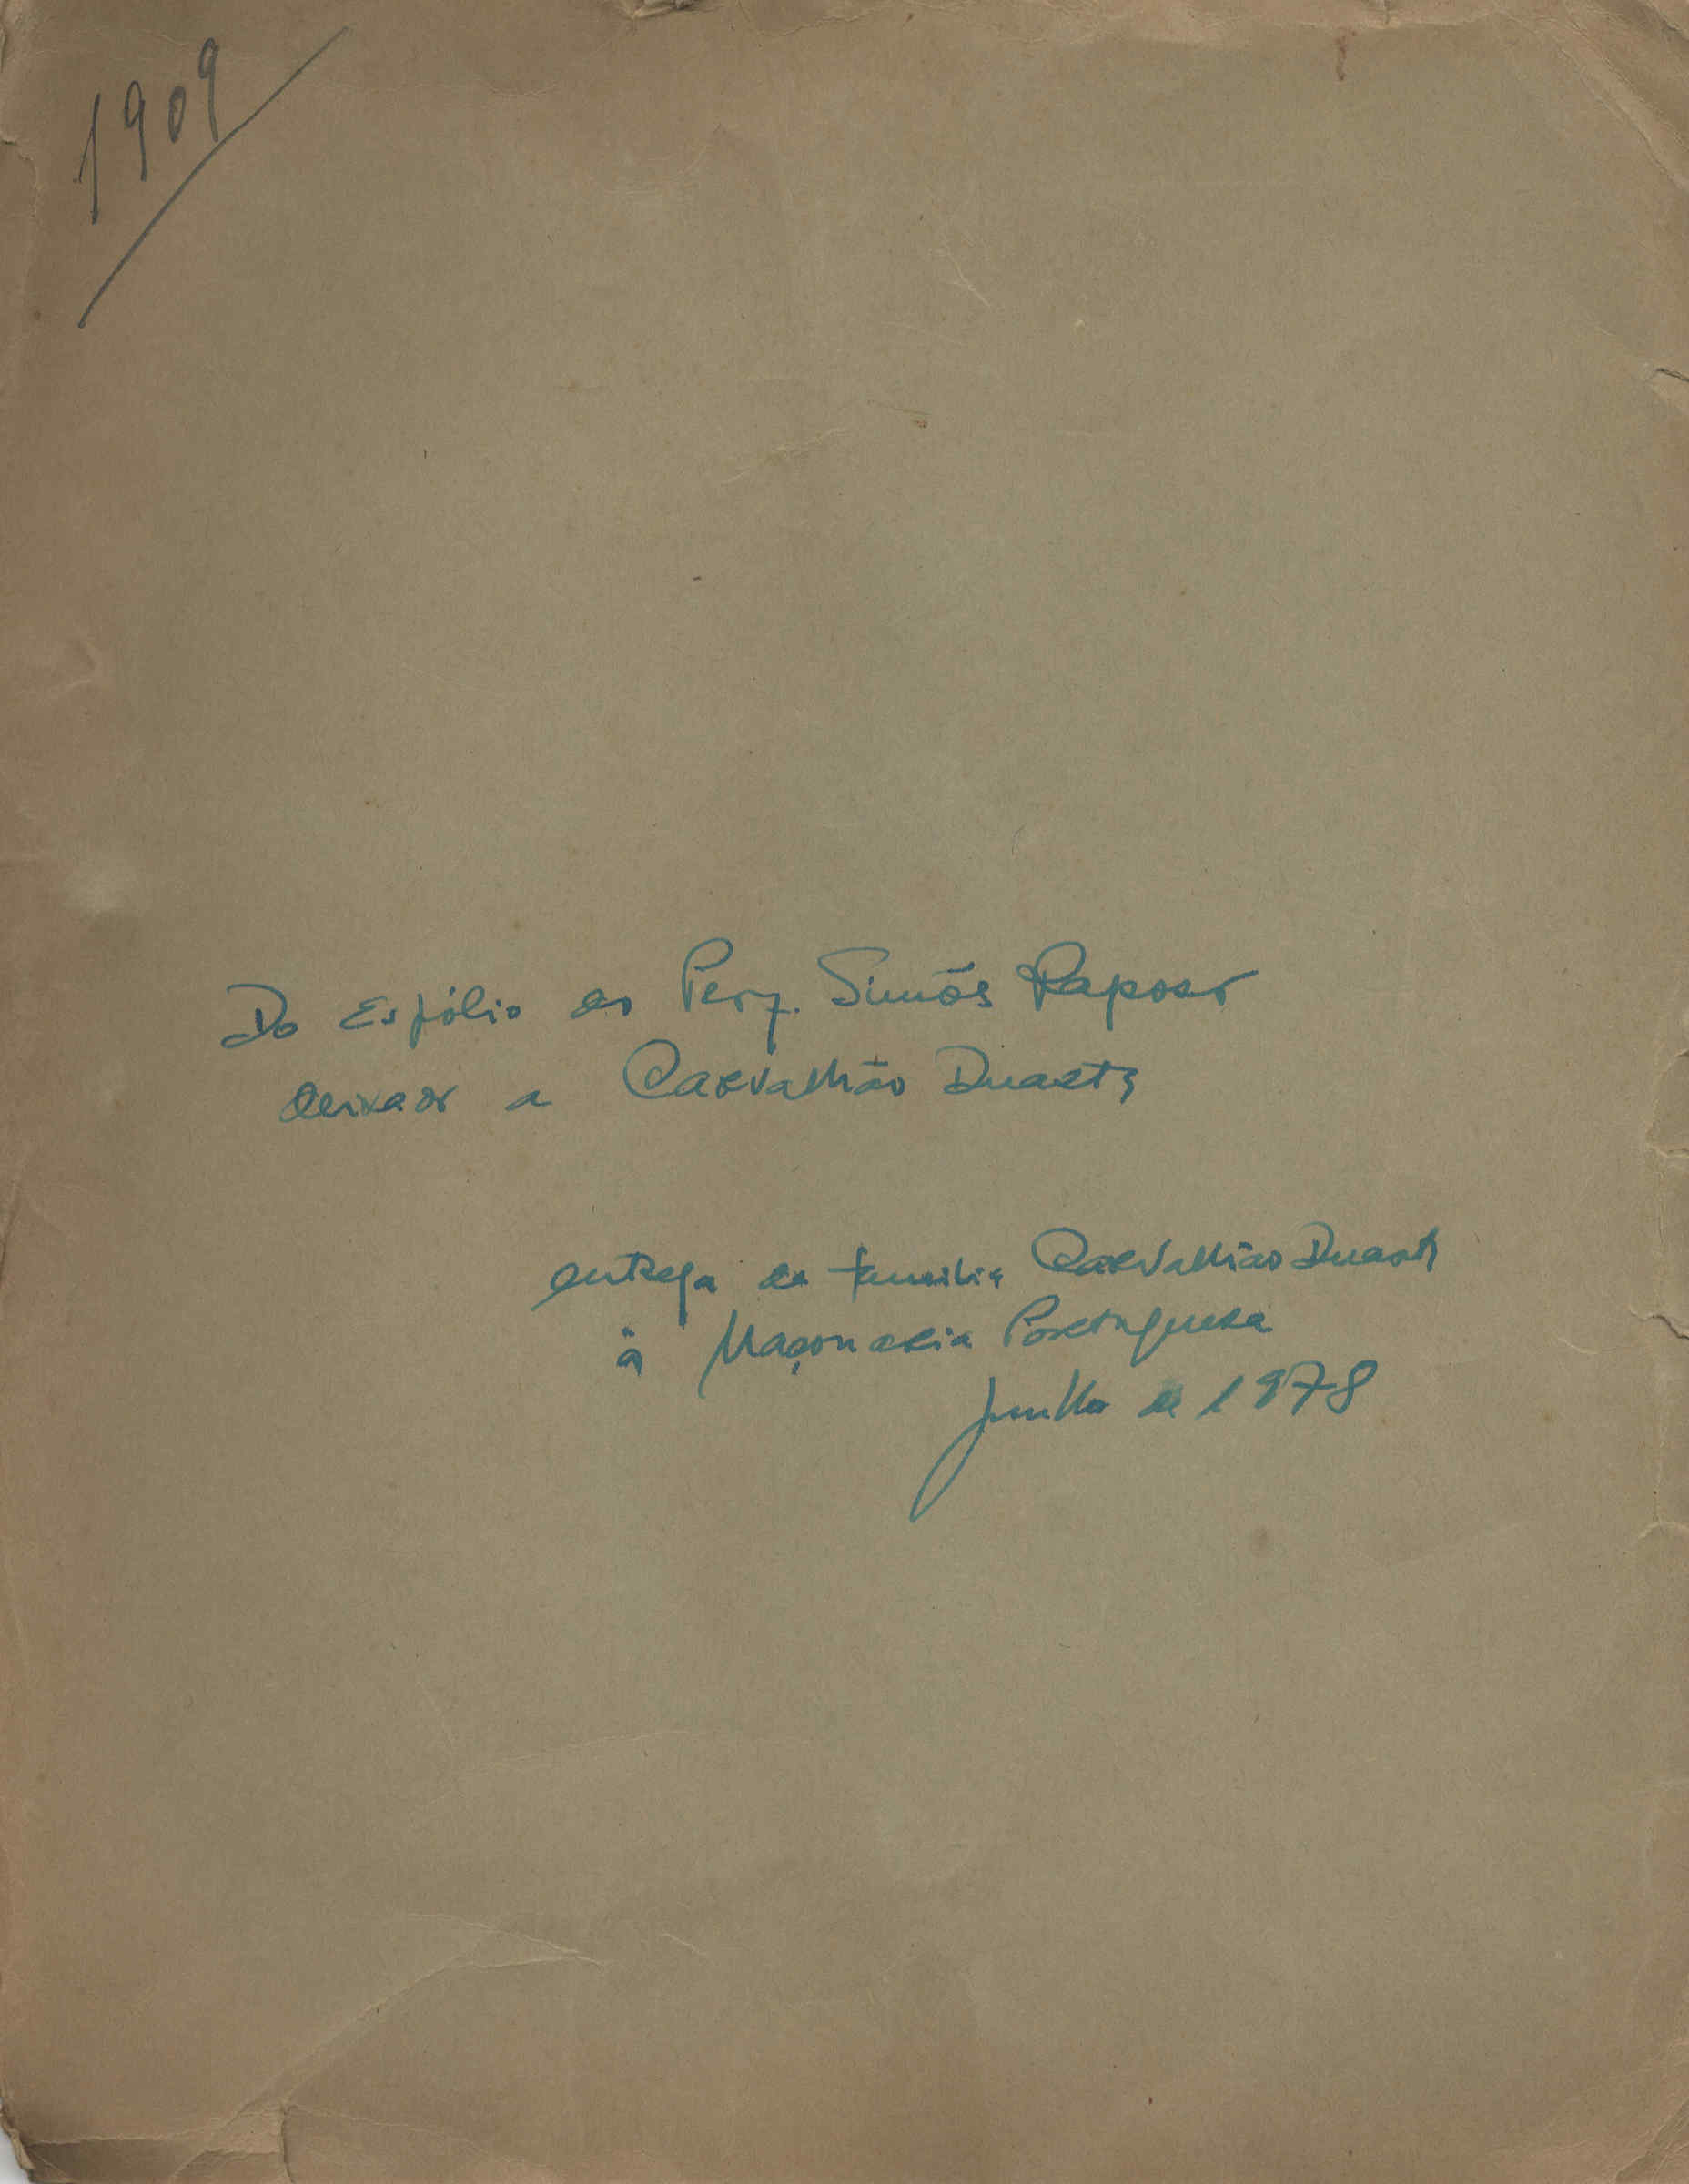 1909
Do Espólio do Prof. Simões Raposo
deixado a Carvalhão Duarte
entrega da família Carvalhão Duarte
à Maçonaria Portuguesa
Junho de 1978